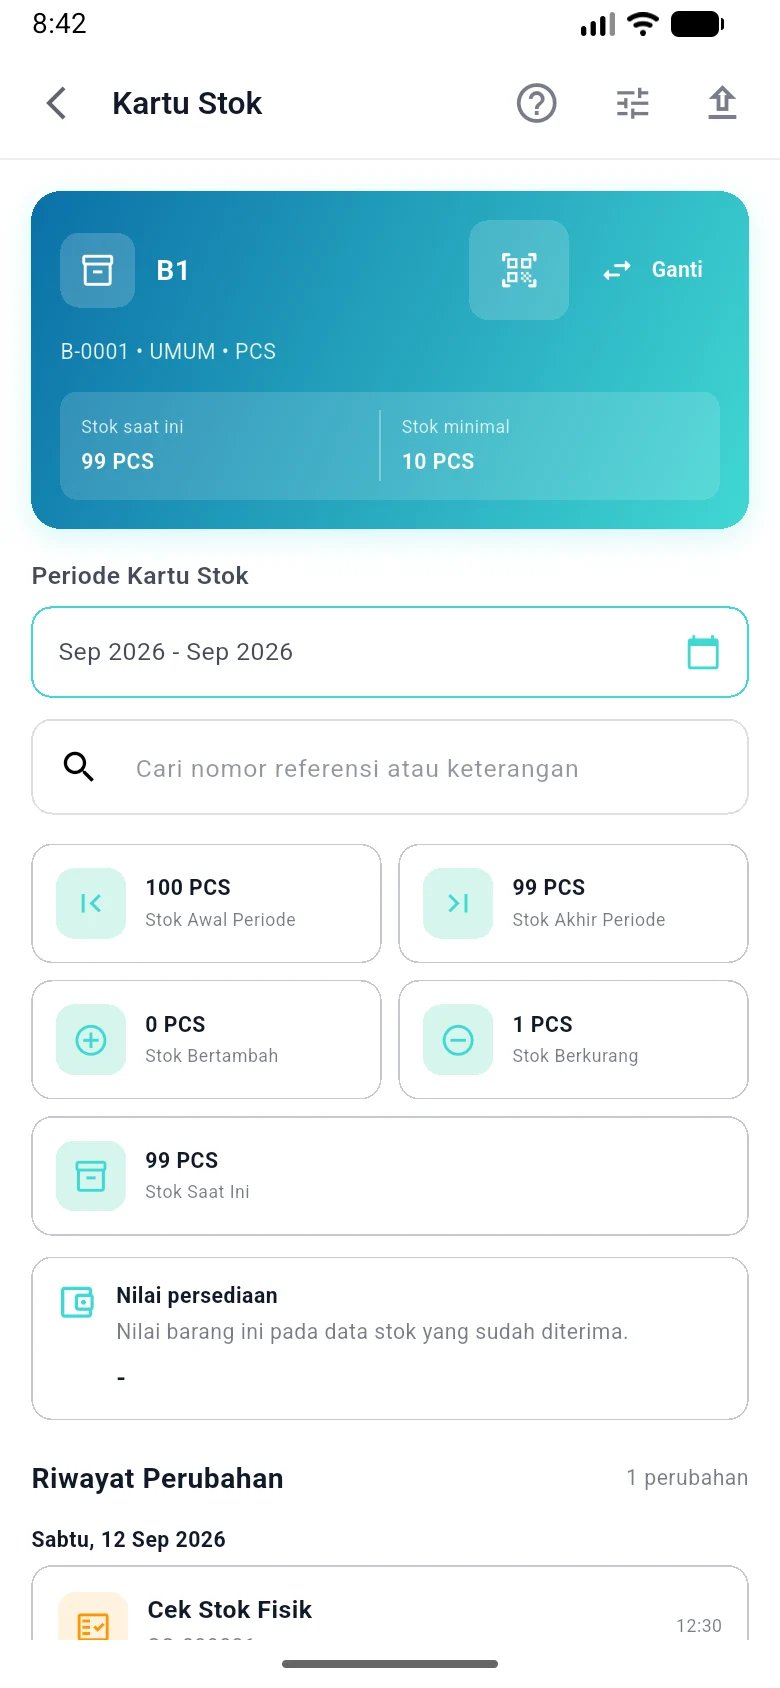 8:42
Kartu Stok
B1
Ganti
B-0001 • UMUM • PCS
Stok saat ini
99 PCS
Stok minimal
10 PCS
Periode Kartu Stok
Sep 2026 - Sep 2026
Cari nomor referensi atau keterangan
100 PCS
Stok Awal Periode
99 PCS
Stok Akhir Periode
0 PCS
Stok Bertambah
1 PCS
Stok Berkurang
99 PCS
Stok Saat Ini
Nilai persediaan
Nilai barang ini pada data stok yang sudah diterima.
-
Riwayat Perubahan
1 perubahan
Sabtu, 12 Sep 2026
Cek Stok Fisik
12:30